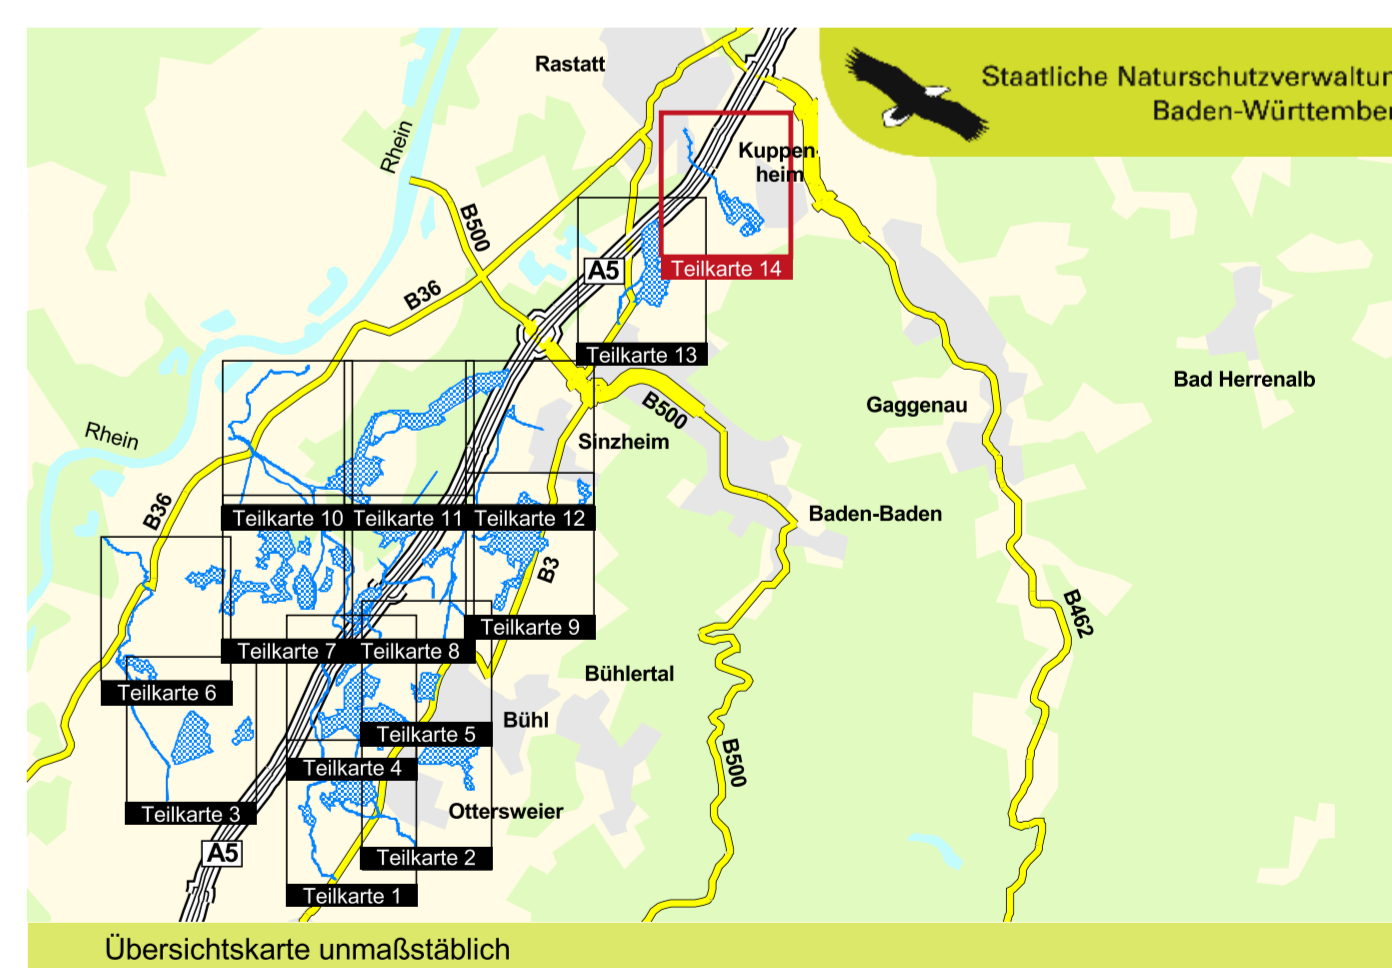 Rastatt
Staatliche Naturschutzverwaltun
Baden-Württember
Rhein
Kuppen-
heim
B500
A5
Teilkarte 14
B36
Teilkarte 13
Bad Herrenalb
B500
Gaggenau
Rhein
Sinzheim
B36
Teilkarte 10
Teilkarte 11
Teilkarte 12
Baden-Baden
B3
B462
Teilkarte 9
Teilkarte 7
Teilkarte 8
Bühlertal
Teilkarte 6
Bühl
Teilkarte 5
B500
Teilkarte 4
Teilkarte 3
Ottersweier
A5
Teilkarte 2
Teilkarte 1
Übersichtskarte unmaßstäblich